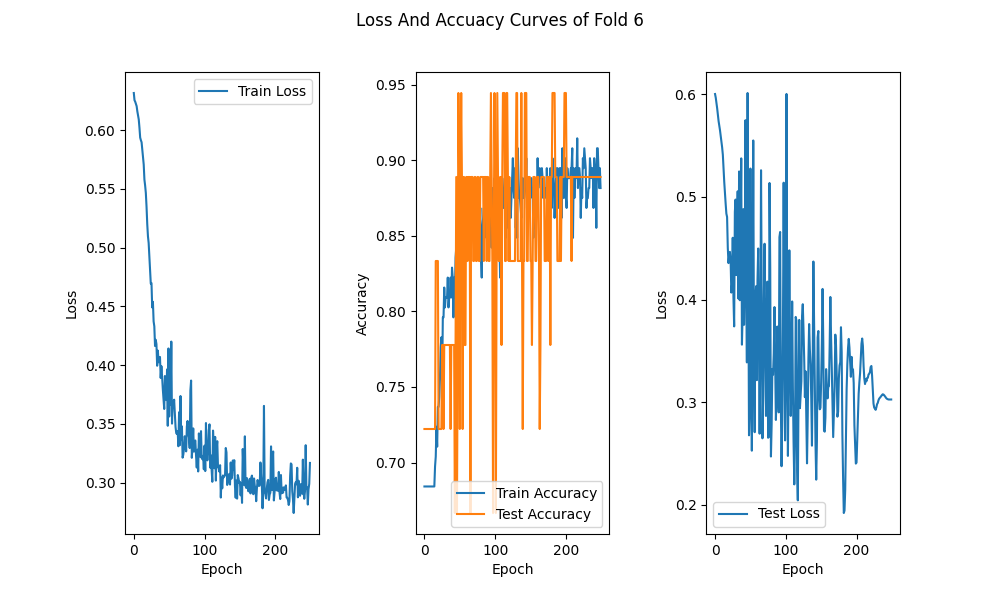 Loss And Accuacy Curves of Fold 6
Train Loss
0.60
0.55
0.50
0.45
0.40
0.35
0.30
Loss
0
100
200
Epoch
0.95
0.90
0.85
0.80
0.75
0.70
Accuracy
Train Accuracy
Test Accuracy
0
100
200
Epoch
0.6
0.5
0.4
0.3
0.2
Loss
Test Loss
0
100
200
Epoch